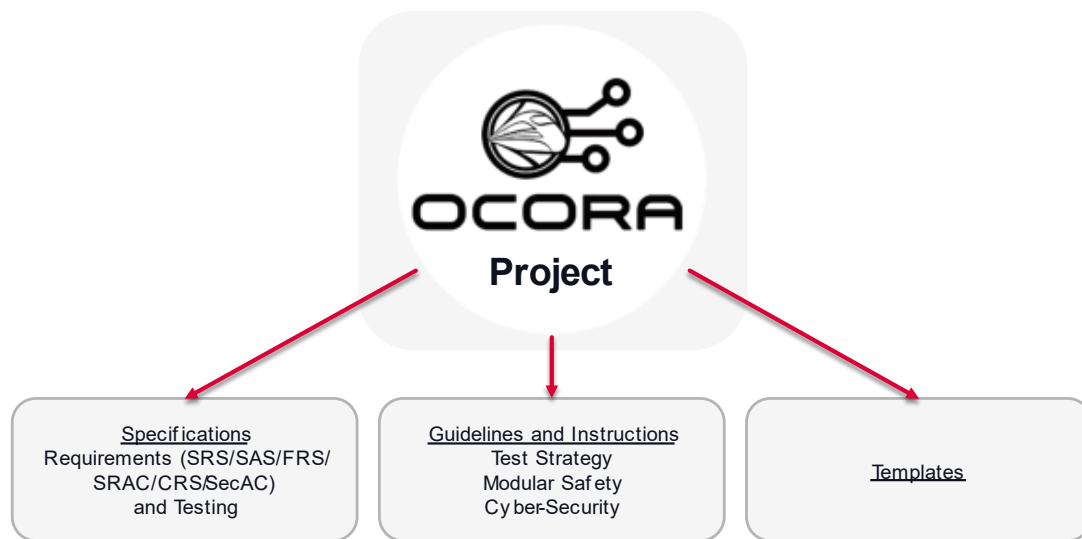 OCORA
Project
Specifications
Requirements (SRS/SAS/FRS/
SRAC/CRS/SecAC)
and Testing
Guidelines and Instructions
Test Strategy
Modular Safety
Cyber-Security
Templates